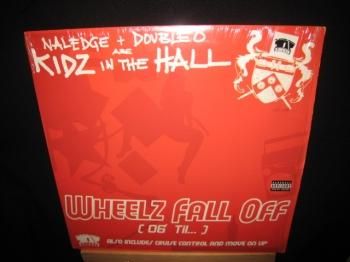 NALEDGE + DOUBLE O
ARE
KIDZ IN THE HALL
WHEELZ FALL OFF
[ 06 Til... ]
ALSO INCLUDES CRUISE CONTROL AND MOVE ON UP